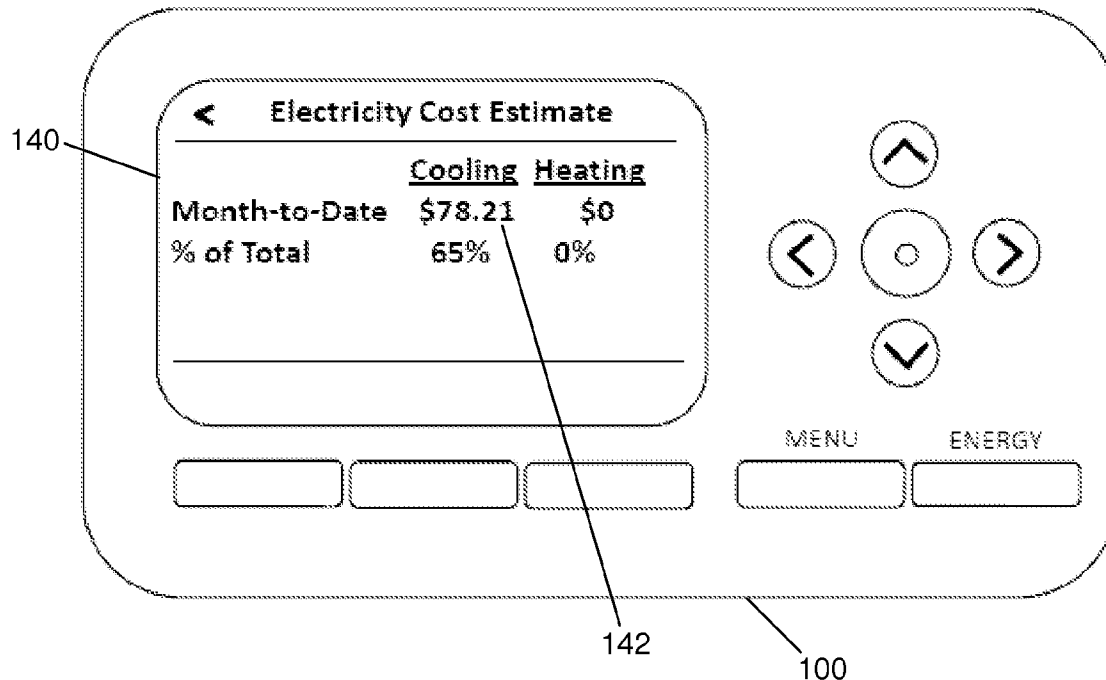 < Electricity Cost Estimate
Cooling Heating
Month-to-Date $78.21 $0
% of Total 65% 0%
140
MENU ENERGY
142
100